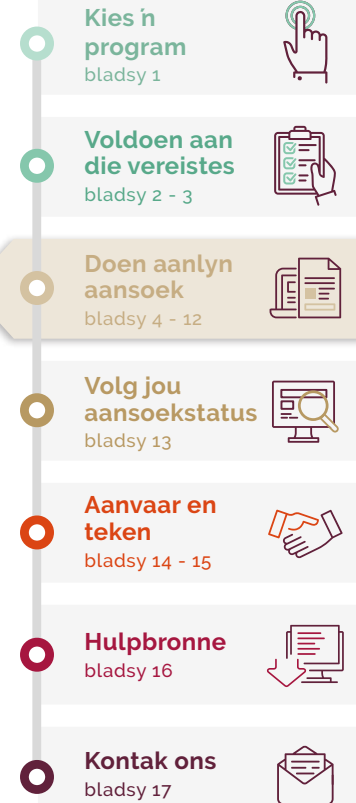 Kies ŉ
program
bladsy 1
Voldoen aan
die vereistes
bladsy 2 - 3
Doen aanlyn
aansoek
bladsy 4 - 12
Volg jou
aansoekstatus
bladsy 13
Aanvaar en
teken
bladsy 14 - 15
Hulpbronne
bladsy 16
Kontak ons
bladsy 17